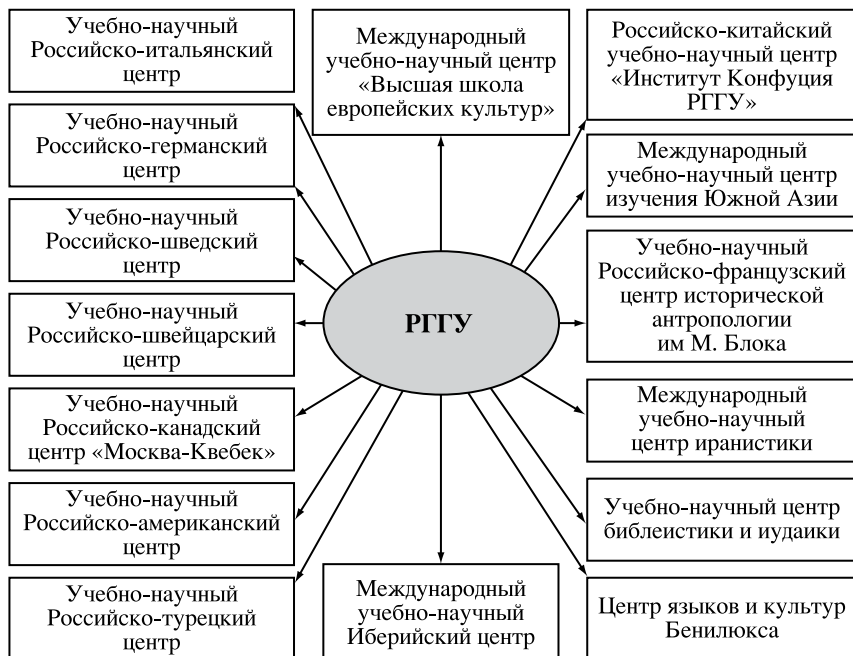 Учебно-научный
Российско-итальянский
центр
Учебно-научный
Российско-германский
центр
Учебно-научный
Российско-шведский
центр
Учебно-научный
Российско-швейцарский
центр
Учебно-научный
Российско-канадский
центр «Москва-Квебек»
Учебно-научный
Российско-американский
центр
Учебно-научный
Российско-турецкий
центр
Международный
учебно-научный центр
«Высшая школа
европейских культур»
РГГУ
Международный
учебно-научный
Иберийский центр
Российско-китайский
учебно-научный центр
«Институт Конфуция
РГГУ»
Международный
учебно-научный центр
изучения Южной Азии
Учебно-научный
Российско-французский
центр исторической
антропологии
им М. Блока
Международный
учебно-научный
центр иранистики
Учебно-научный центр
библеистики и иудаики
Центр языков и культур
Бенилюкса